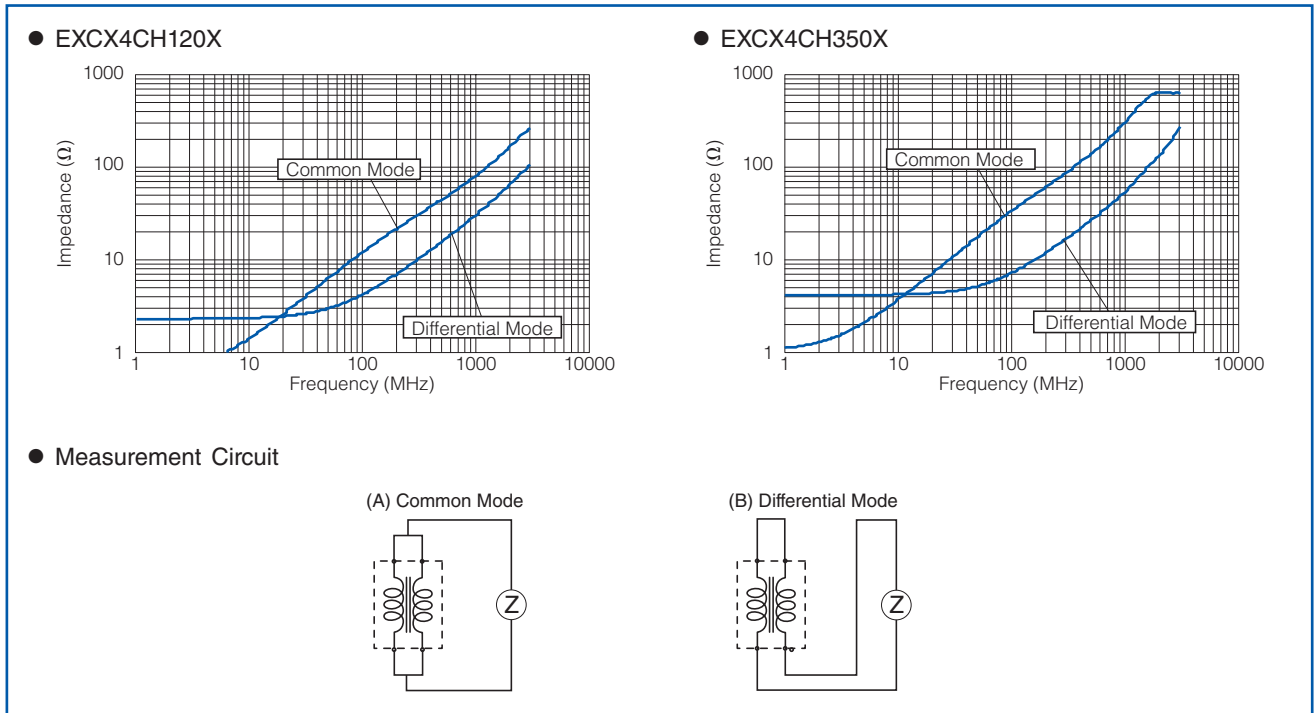 ● EXCX4CH120X
1000
100
10
1
Impedance (Ω)
Common Mode
Differential Mode
1 10 100 1000 10000
Frequency (MHz)
● EXCX4CH350X
1000
100
10
1
Impedance (Ω)
Common Mode
Differential Mode
1 10 100 1000 10000
Frequency (MHz)
● Measurement Circuit
(A) Common Mode
Z
(B) Differential Mode
Z